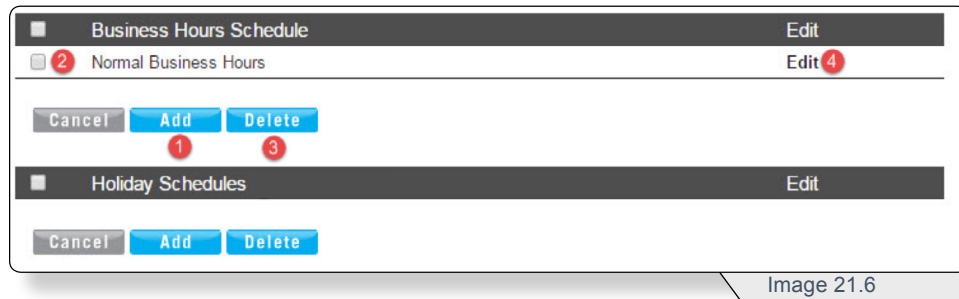 Business Hours Schedule Edit
2 Normal Business Hours Edit 4
Cancel Add Delete
1 3
Holiday Schedules Edit
Cancel Add Delete
Image 21.6